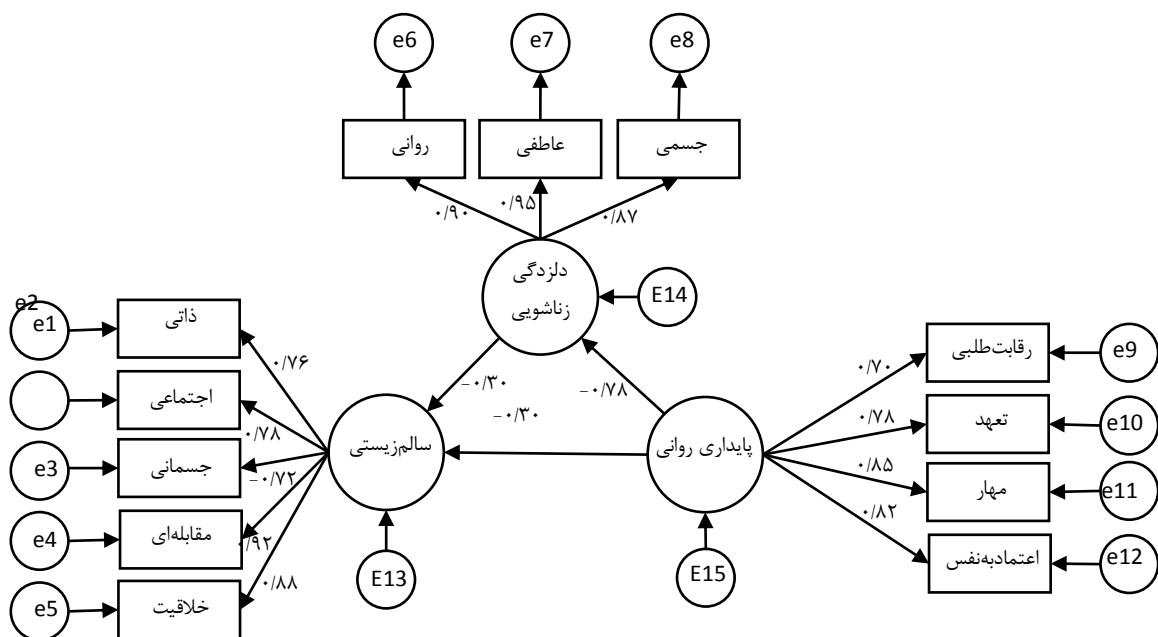 e6
e7
e8
روانی
عاطفی
جسمی
۰/۹۰
۰/۹۵
۰/۸۷
دلزدگی
زناشویی
E14
e2
e1
ذاتی
۰/۷۶
اجتماعی
۰/۷۸
e3
جسمانی
−۰/۷۲
e4
مقابله‌ای
۰/۹۲
e5
خلاقیت
۰/۸۸
سالم‌زیستی
E13
−۰/۳۰
−۰/۳۰
−۰/۷۸
پایداری روانی
E15
رقابت‌طلبی
e9
۰/۷۰
تعهد
e10
۰/۷۸
مهار
e11
۰/۸۵
اعتمادبه‌نفس
e12
۰/۸۲